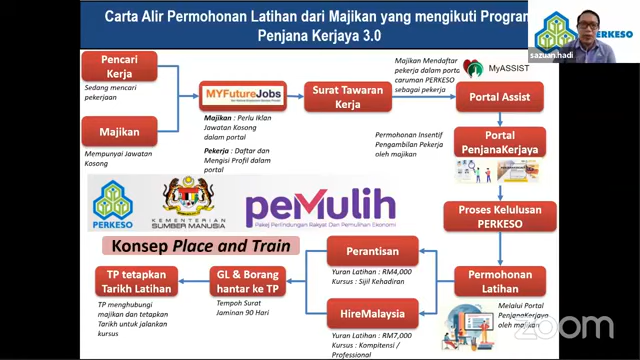 Carta Alir Permohonan Latihan dari Majikan yang mengikuti Program
Penjana Kerjaya 3.0
PERKESO
sazuan.hadi
Pencari
Kerja
Sedang mencari
pekerjaan
Majikan
Mempunyai Jawatan
Kosong
MYFutureJobs
Majikan : Perlu Iklan
Jawatan Kosong
dalam portal
Pekerja : Daftar dan
Mengisi Profil dalam
portal
Surat Tawaran
Kerja
Majikan Mendaftar
pekerja dalam porta
caruman PERKESO
sebagai pekerja
MyASSIST
Portal Assist
Permohonan Insentif
Pengambilan Pekerja
oleh majikan
Portal
PenjanaKerjaya
Proses Kelulusan
PERKESO
Permohonan
Latihan
Melalui Portal
PenjanaKerjaya
oleh majikan
PERKESO
KEMENTERIAN
SUMBER MANUSIA
peMulih
Pakej Perlindungan Rakyat Dan Pemulihan Ekonomi
Konsep Place and Train
Perantisan
Yuran Latihan : RM4,000
Kursus : Sijil Kehadiran
HireMalaysia
Yuran Latihan : RM7,000
Kursus : Kompitensi /
Professional
GL & Borang
hantar ke TP
Tempoh Surat
Jaminan 90 Hari
TP tetapkan
Tarikh Latihan
TP menghubungi
majikan dan tetapkan
Tarikh untuk jalankan
kursus
zoom